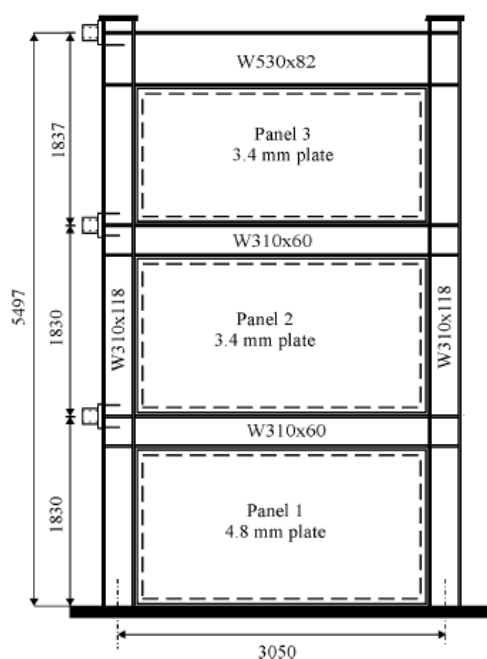 W530x82
Panel 3
3.4 mm plate
1837
W310x60
5497
W310x118
Panel 2
3.4 mm plate
W310x118
1830
W310x60
Panel 1
4.8 mm plate
1830
3050